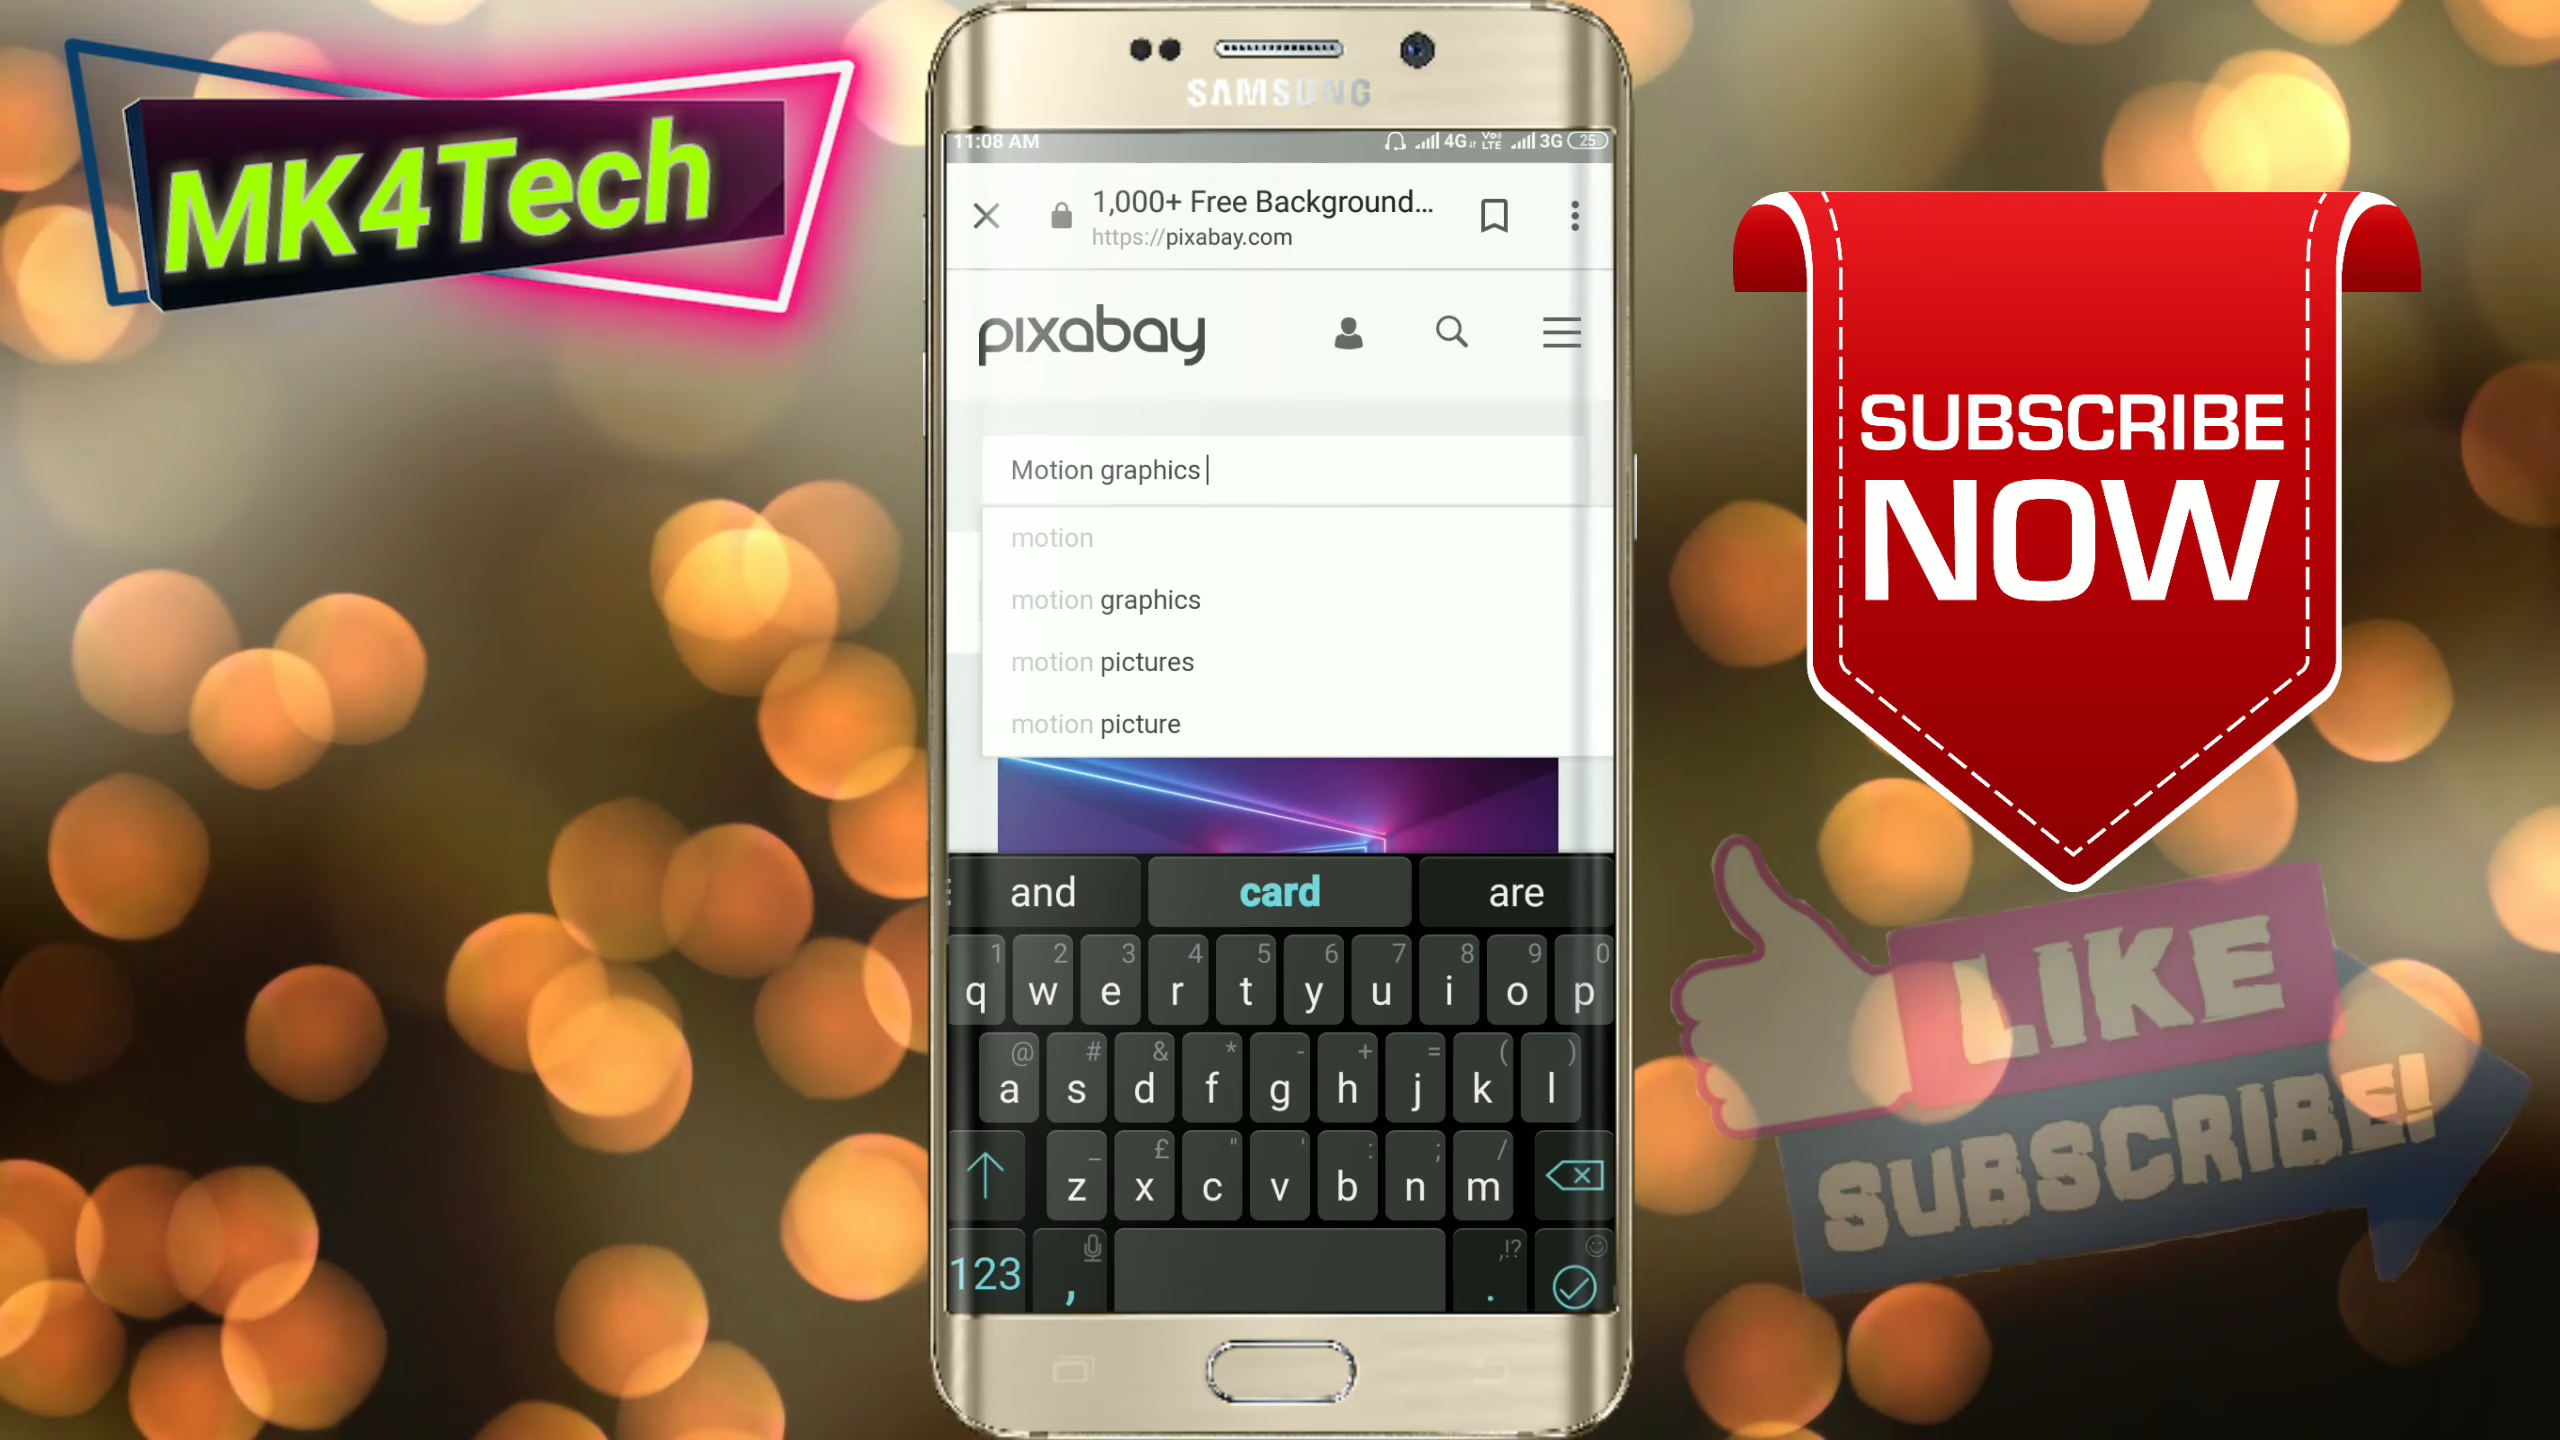 MK4Tech
SAMSUNG
11:08 AM
4G VoLTE 3G 25
1,000+ Free Background...
https://pixabay.com
pixabay
Motion graphics
motion
motion graphics
motion pictures
motion picture
and card are
1 2 3 4 5 6 7 8 9 0
q w e r t y u i o p
@ # & * - + = ( )
a s d f g h j k l
_ £ " ' : ; /
z x c v b n m
,!?
123 , .
SUBSCRIBE
NOW
LIKE
SUBSCRIBE!